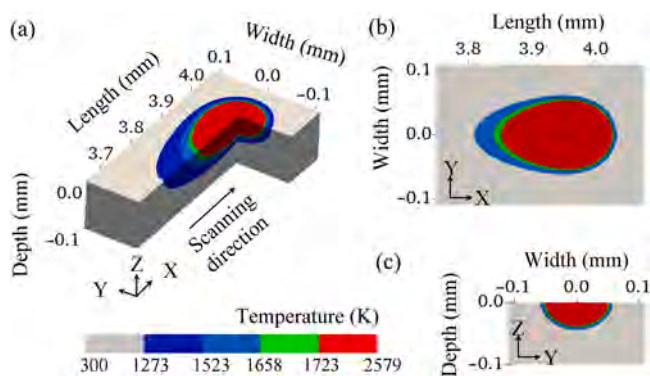 (a)
Length (mm)
0.1
Width (mm)
0.0
−0.1
4.0
3.9
3.8
3.7
0.0
−0.1
Depth (mm)
Scanning
direction
Z
X
Y
Temperature (K)
300 1273 1523 1658 1723 2579
(b)
Length (mm)
3.8 3.9 4.0
Width (mm)
0.1
0.0
−0.1
Y
X
(c)
Width (mm)
−0.1 0.0 0.1
Depth (mm)
0.0
−0.1
Z
Y